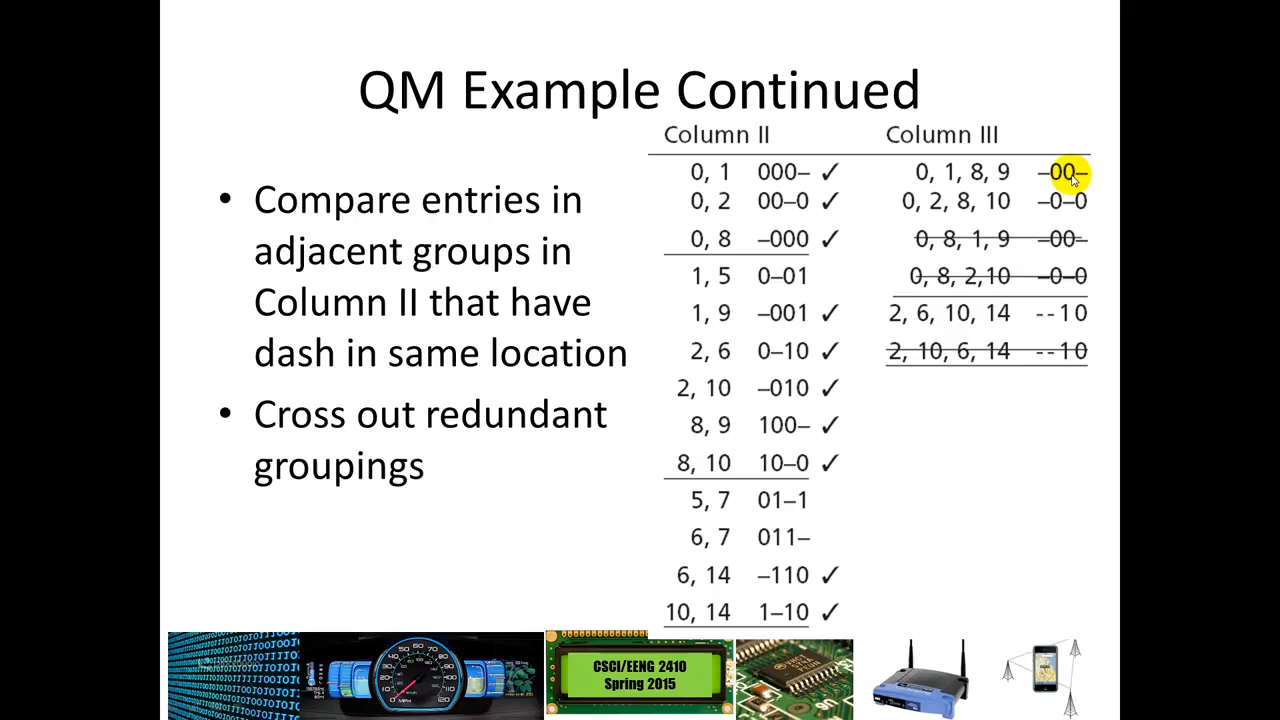 QM Example Continued
• Compare entries in
adjacent groups in
Column II that have
dash in same location
• Cross out redundant
groupings
Column II
0, 1 000– ✓
0, 2 00–0 ✓
0, 8 –000 ✓
1, 5 0–01
1, 9 –001 ✓
2, 6 0–10 ✓
2, 10 –010 ✓
8, 9 100– ✓
8, 10 10–0 ✓
5, 7 01–1
6, 7 011–
6, 14 –110 ✓
10, 14 1–10 ✓
Column III
0, 1, 8, 9 –00–
0, 2, 8, 10 –0–0
0, 8, 1, 9 –00–
0, 8, 2,10 –0–0
2, 6, 10, 14 --10
2, 10, 6, 14 --10
CSCI/EENG 2410
Spring 2015